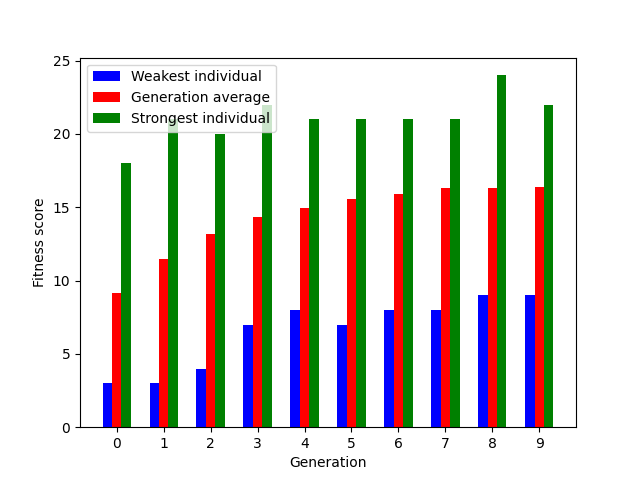 25
20
15
10
5
0
Fitness score
Weakest individual
Generation average
Strongest individual
0 1 2 3 4 5 6 7 8 9
Generation